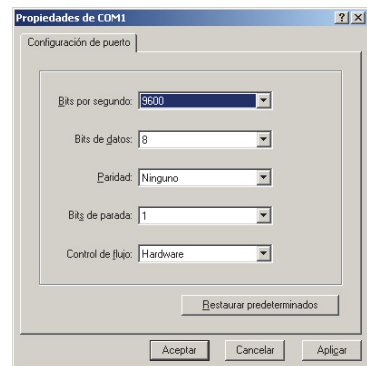 Propiedades de COM1
Configuración de puerto
Bits por segundo: 9600
Bits de datos: 8
Paridad: Ninguno
Bits de parada: 1
Control de flujo: Hardware
Restaurar predeterminados
Aceptar Cancelar Aplicar